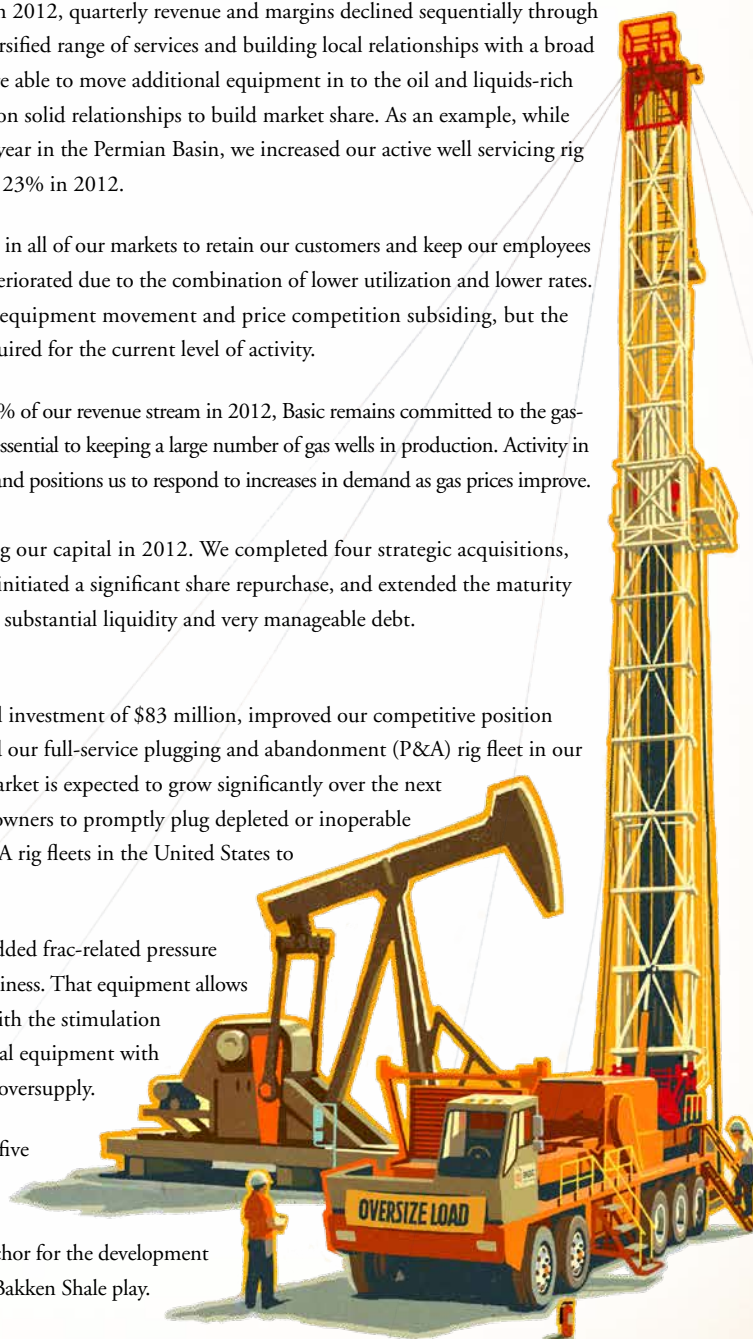 n 2012, quarterly revenue and margins declined sequentially through
ersified range of services and building local relationships with a broad
e able to move additional equipment in to the oil and liquids-rich
on solid relationships to build market share. As an example, while
year in the Permian Basin, we increased our active well servicing rig
23% in 2012.
in all of our markets to retain our customers and keep our employees
eriorated due to the combination of lower utilization and lower rates.
equipment movement and price competition subsiding, but the
uired for the current level of activity.
% of our revenue stream in 2012, Basic remains committed to the gas-
essential to keeping a large number of gas wells in production. Activity in
and positions us to respond to increases in demand as gas prices improve.
g our capital in 2012. We completed four strategic acquisitions,
initiated a significant share repurchase, and extended the maturity
substantial liquidity and very manageable debt.
l investment of $83 million, improved our competitive position
l our full-service plugging and abandonment (P&A) rig fleet in our
arket is expected to grow significantly over the next
owners to promptly plug depleted or inoperable
A rig fleets in the United States to
dded frac-related pressure
iness. That equipment allows
ith the stimulation
al equipment with
oversupply.
five
chor for the development
Bakken Shale play.
OVERSIZE LOAD